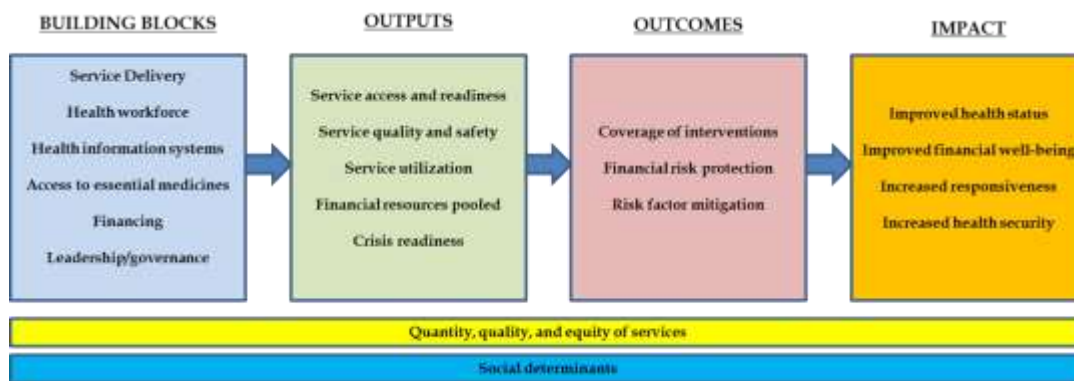 BUILDING BLOCKS
Service Delivery
Health workforce
Health information systems
Access to essential medicines
Financing
Leadership/governance
OUTPUTS
Service access and readiness
Service quality and safety
Service utilization
Financial resources pooled
Crisis readiness
OUTCOMES
Coverage of interventions
Financial risk protection
Risk factor mitigation
IMPACT
Improved health status
Improved financial well-being
Increased responsiveness
Increased health security
Quantity, quality, and equity of services
Social determinants